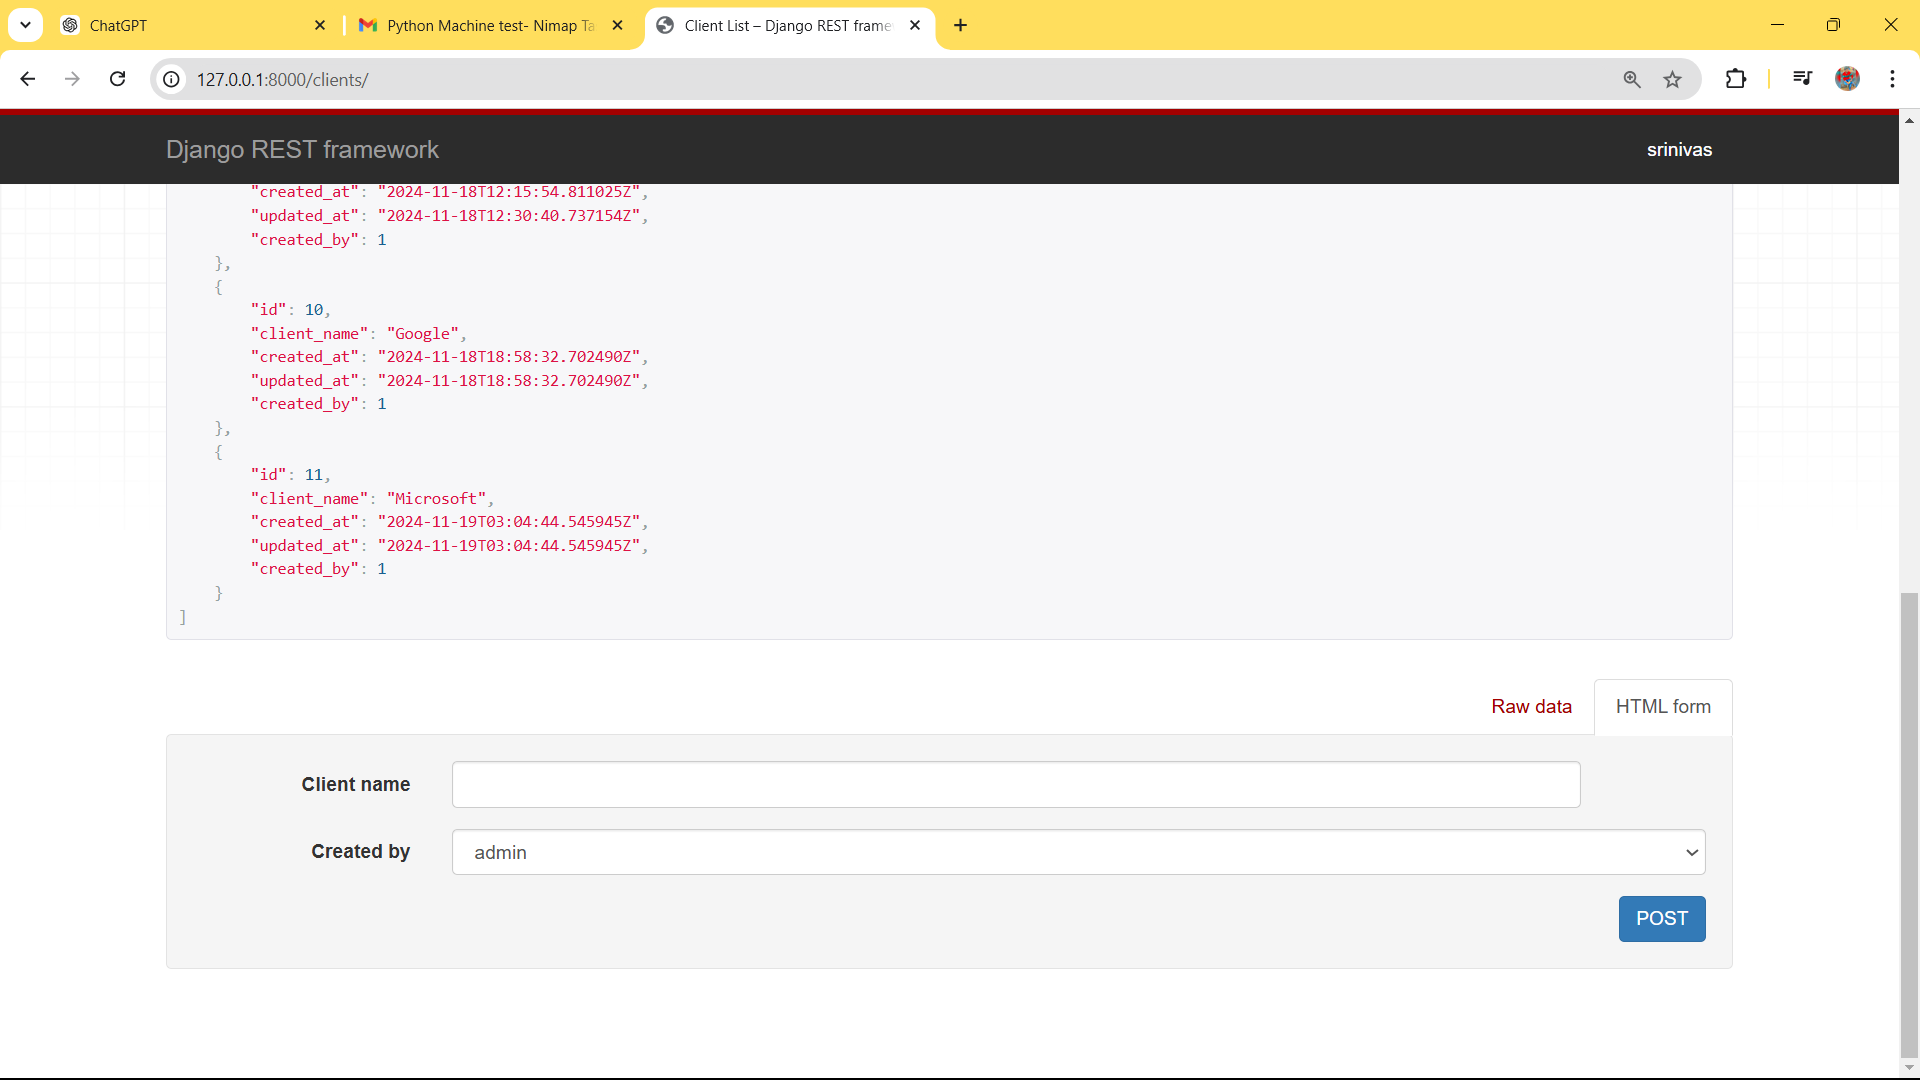 ChatGPT
Python Machine test- Nimap Ta
Client List – Django REST frame
127.0.0.1:8000/clients/
Django REST framework
srinivas
"created_at": "2024-11-18T12:15:54.811025Z",
"updated_at": "2024-11-18T12:30:40.737154Z",
"created_by": 1
},
{
"id": 10,
"client_name": "Google",
"created_at": "2024-11-18T18:58:32.702490Z",
"updated_at": "2024-11-18T18:58:32.702490Z",
"created_by": 1
},
{
"id": 11,
"client_name": "Microsoft",
"created_at": "2024-11-19T03:04:44.545945Z",
"updated_at": "2024-11-19T03:04:44.545945Z",
"created_by": 1
}
]
Raw data
HTML form
Client name
Created by
admin
POST